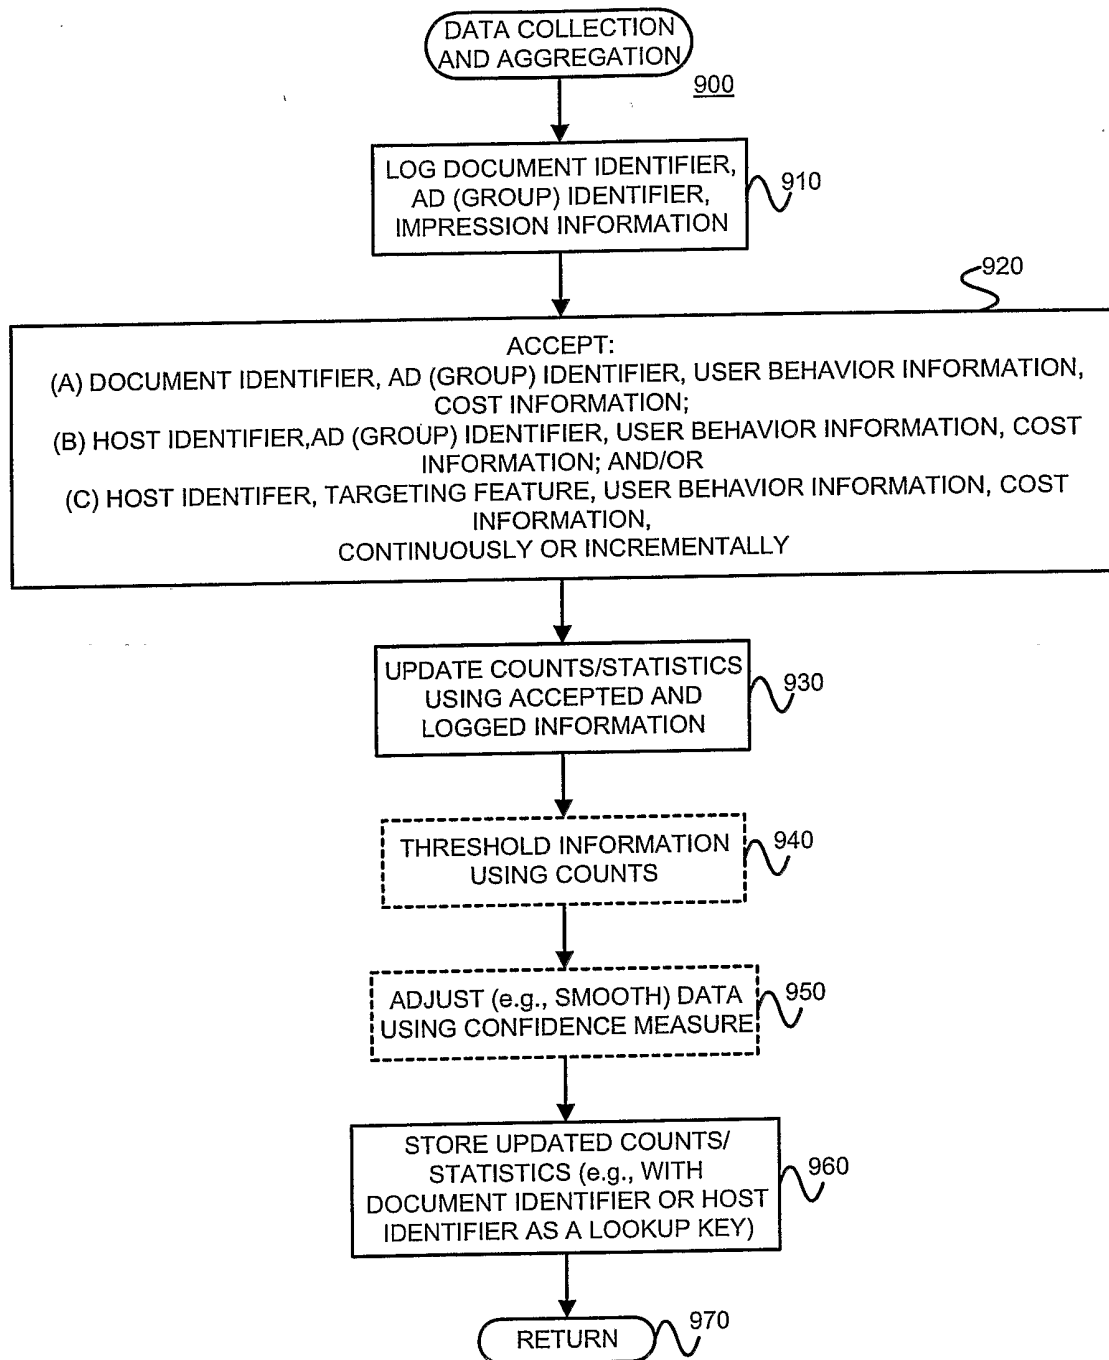 DATA COLLECTION
AND AGGREGATION
900
LOG DOCUMENT IDENTIFIER,
AD (GROUP) IDENTIFIER,
IMPRESSION INFORMATION
910
920
ACCEPT:
(A) DOCUMENT IDENTIFIER, AD (GROUP) IDENTIFIER, USER BEHAVIOR INFORMATION,
COST INFORMATION;
(B) HOST IDENTIFIER,AD (GROUP) IDENTIFIER, USER BEHAVIOR INFORMATION, COST
INFORMATION; AND/OR
(C) HOST IDENTIFER, TARGETING FEATURE, USER BEHAVIOR INFORMATION, COST
INFORMATION,
CONTINUOUSLY OR INCREMENTALLY
UPDATE COUNTS/STATISTICS
USING ACCEPTED AND
LOGGED INFORMATION
930
THRESHOLD INFORMATION
USING COUNTS
940
ADJUST (e.g., SMOOTH) DATA
USING CONFIDENCE MEASURE
950
STORE UPDATED COUNTS/
STATISTICS (e.g., WITH
DOCUMENT IDENTIFIER OR HOST
IDENTIFIER AS A LOOKUP KEY)
960
RETURN
970